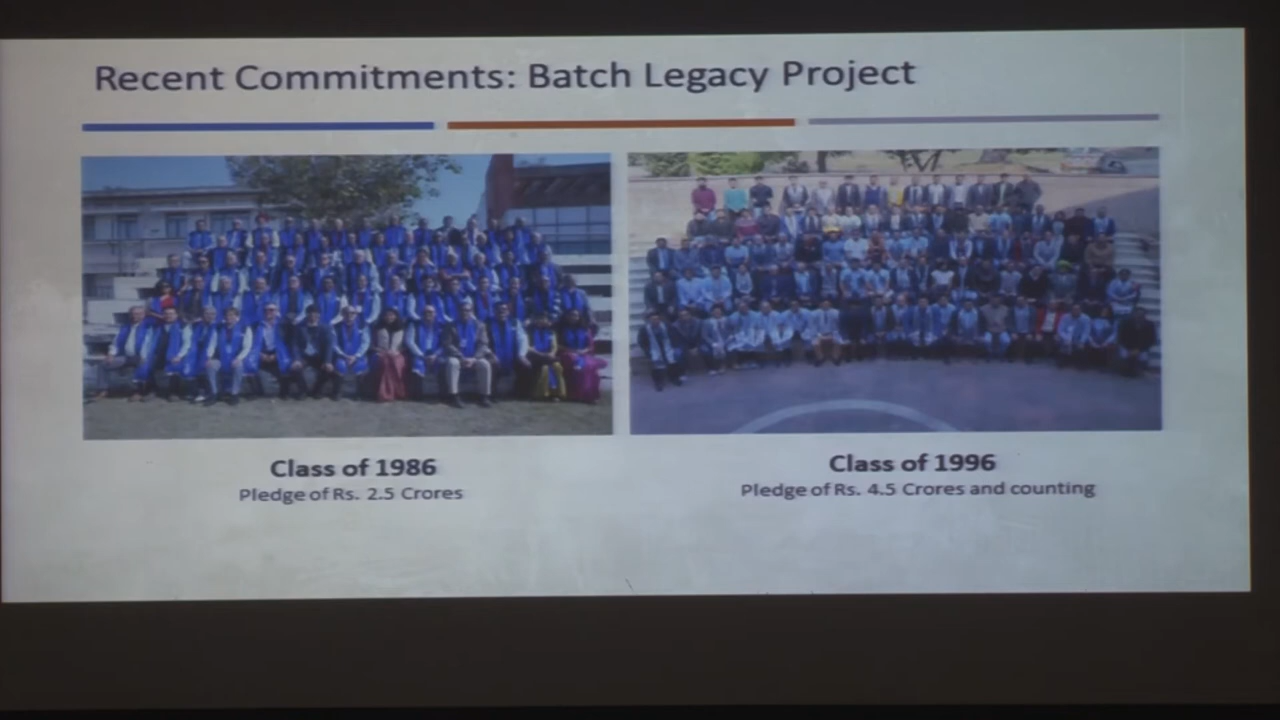 Recent Commitments: Batch Legacy Project
Class of 1986
Pledge of Rs. 2.5 Crores
Class of 1996
Pledge of Rs. 4.5 Crores and counting